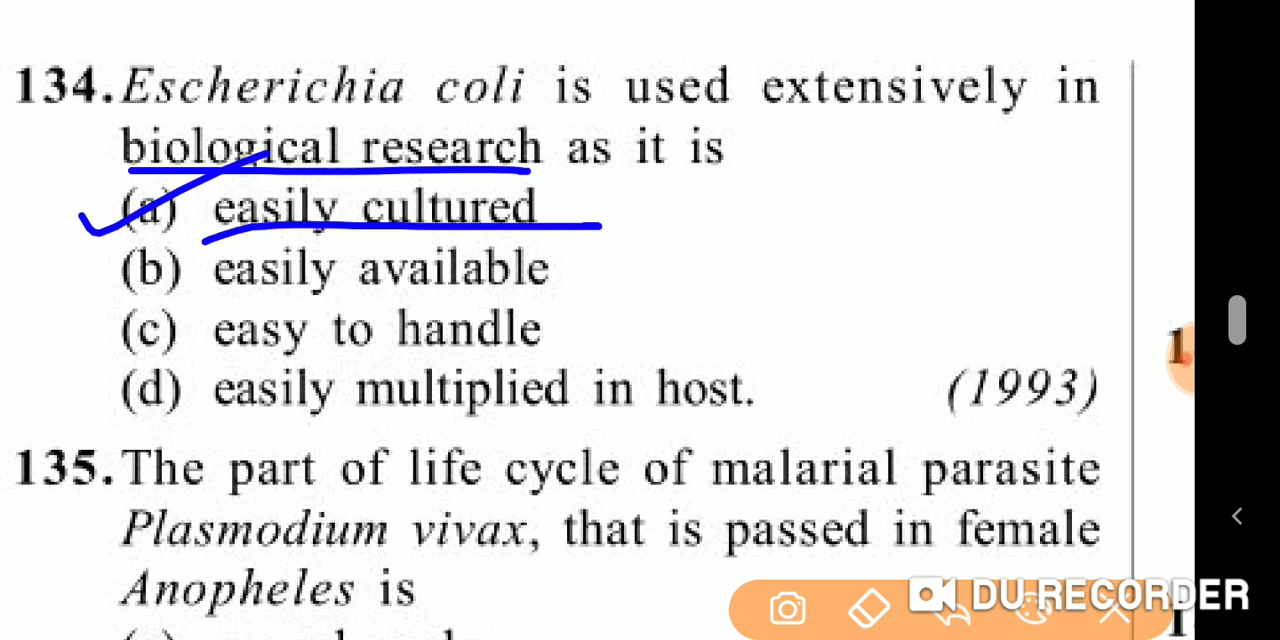 134. Escherichia coli is used extensively in
biological research as it is
(a) easily cultured
(b) easily available
(c) easy to handle
(d) easily multiplied in host. (1993)
135. The part of life cycle of malarial parasite
Plasmodium vivax, that is passed in female
Anopheles is
DU RECORDER